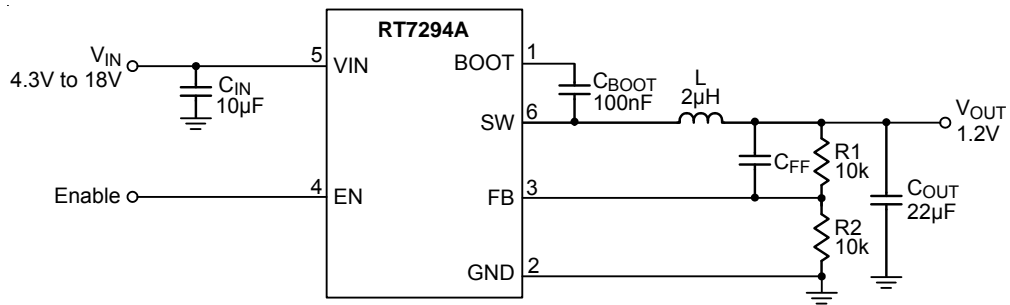 RT7294A
VIN
4.3V to 18V
CIN
10µF
5
VIN
BOOT
1
CBOOT
100nF
SW
6
L
2µH
VOUT
1.2V
CFF
R1
10k
Enable
4
EN
FB
3
COUT
22µF
R2
10k
GND
2